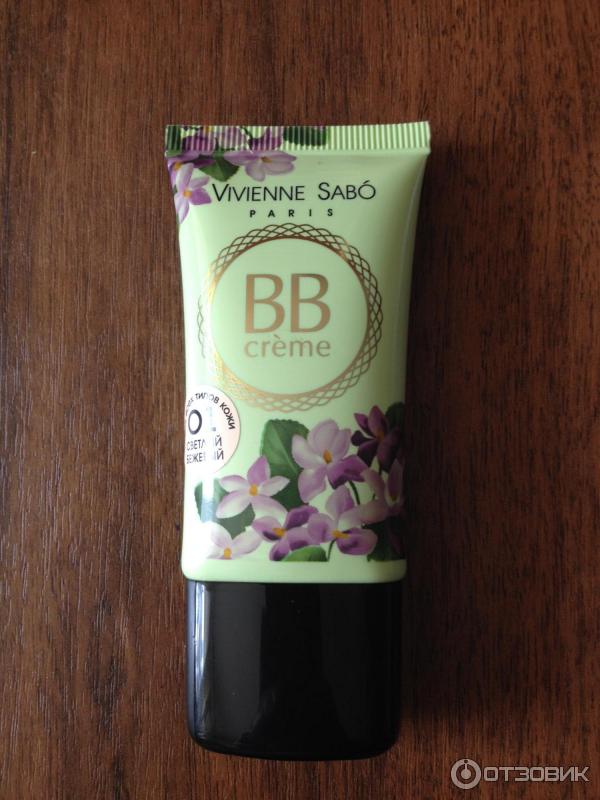 VIVIENNE SABÓ
PARIS
BB
crème
ТИПОВ КОЖИ
01
СВЕТЛЫЙ
БЕЖЕВЫЙ
ОТЗОВИК